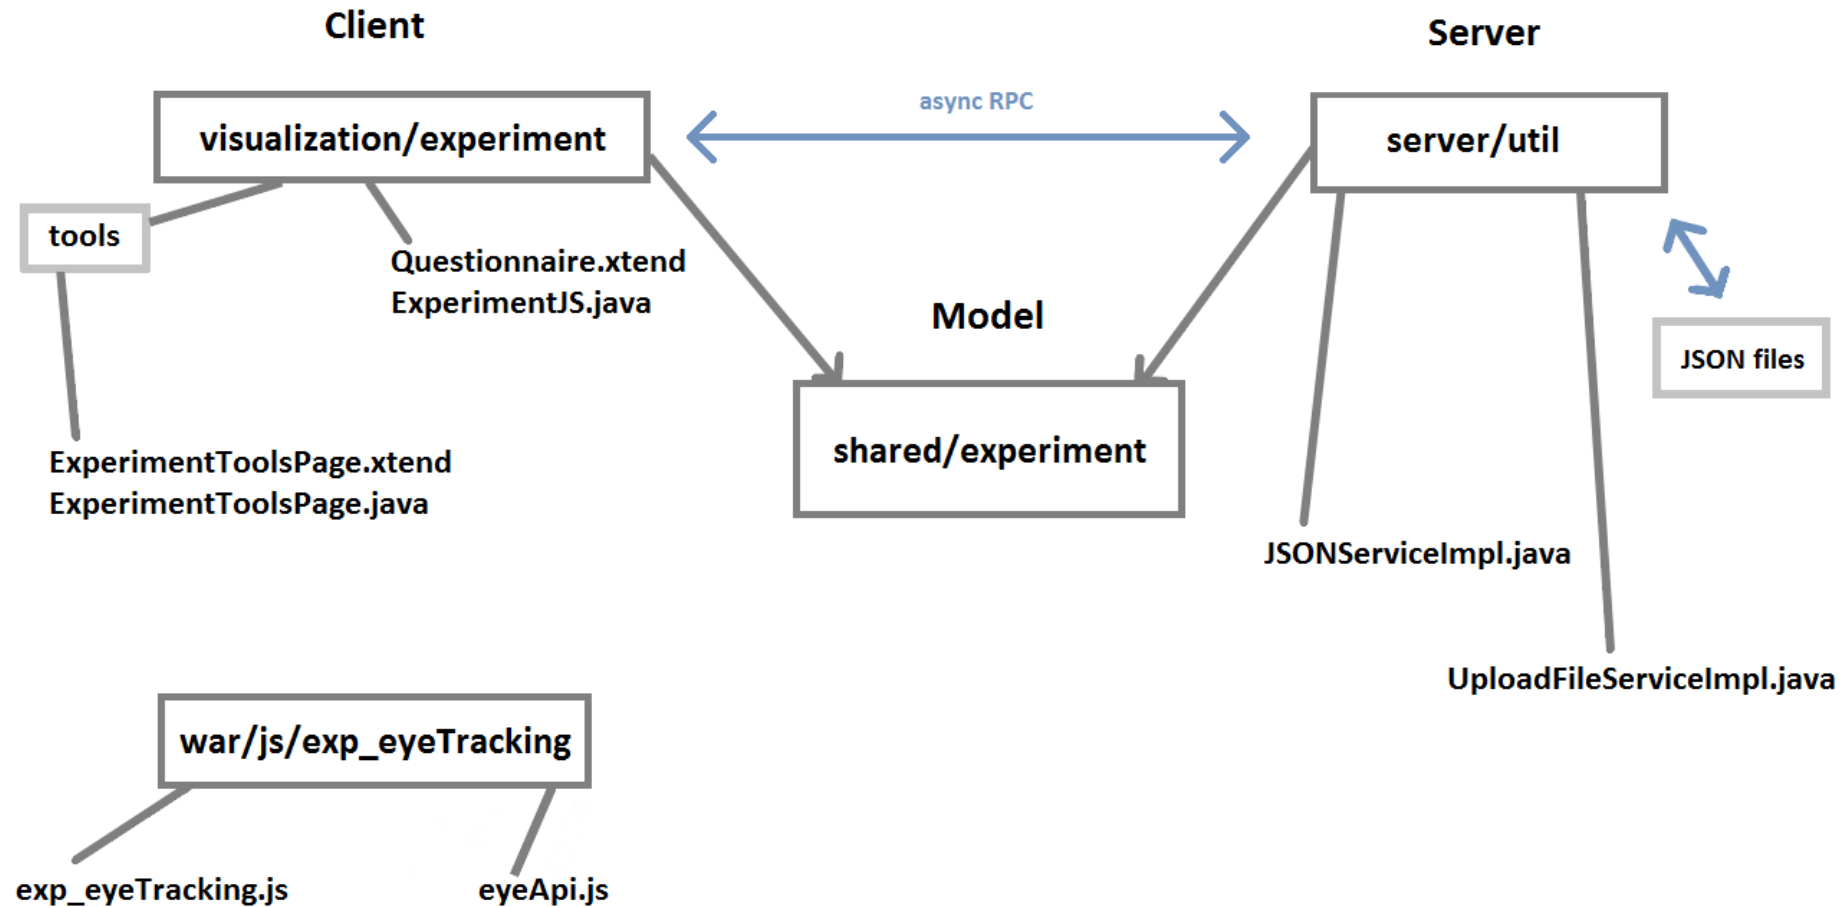 Client
Server
async RPC
visualization/experiment
server/util
tools
Questionnaire.xtend
ExperimentJS.java
Model
JSON files
shared/experiment
ExperimentToolsPage.xtend
ExperimentToolsPage.java
JSONServiceImpl.java
UploadFileServiceImpl.java
war/js/exp_eyeTracking
exp_eyeTracking.js
eyeApi.js